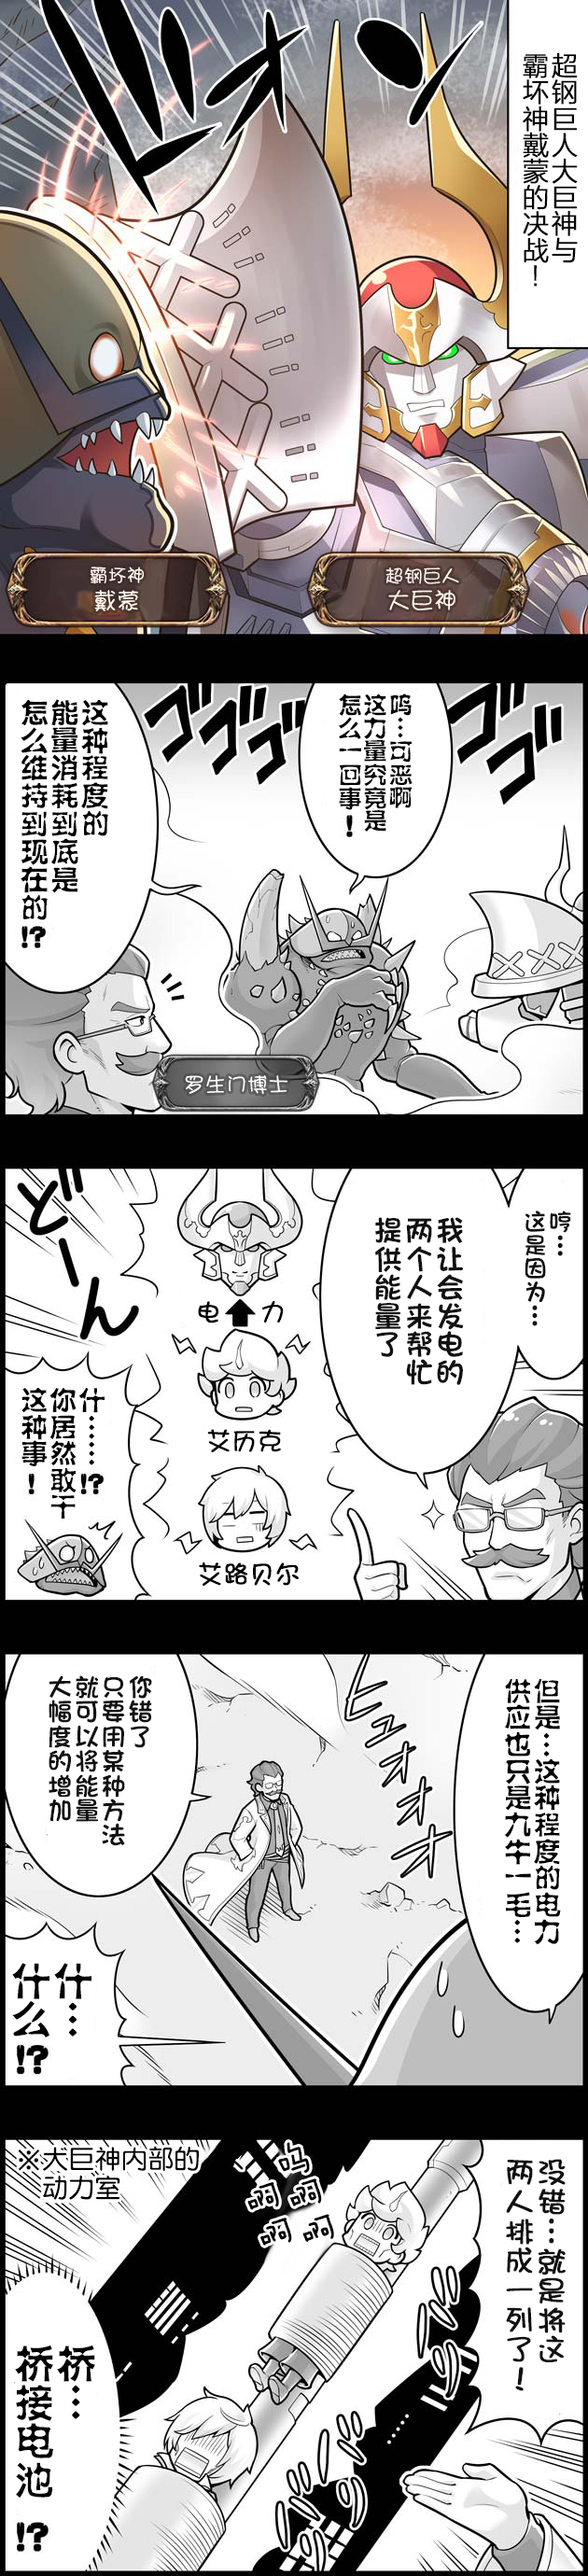 超钢巨人大巨神与
霸坏神戴蒙的决战！
ドオン
霸坏神
戴蒙
超钢巨人
大巨神
呜…可恶啊
这力量究竟是
怎么一回事！
ゴゴゴ
ゴゴ
这种程度的
能量消耗到底是
怎么维持到现在的
!?
罗生门博士
哼…
这是因为…
我让会发电的
两个人来帮忙
提供能量了
电 力
艾历克
艾路贝尔
どーん
什……!?
你居然敢干
这种事！
但是…这种程度的电力
供应也只是九牛一毛…
ヒュオオオ
你错了
只要用某种方法
就可以将能量
大幅度的增加
什…
什么!?
没错…就是将这
两人排成一列了！
※大巨神内部的
动力室
呜
啊啊
啊啊
桥…
桥接电池
!?